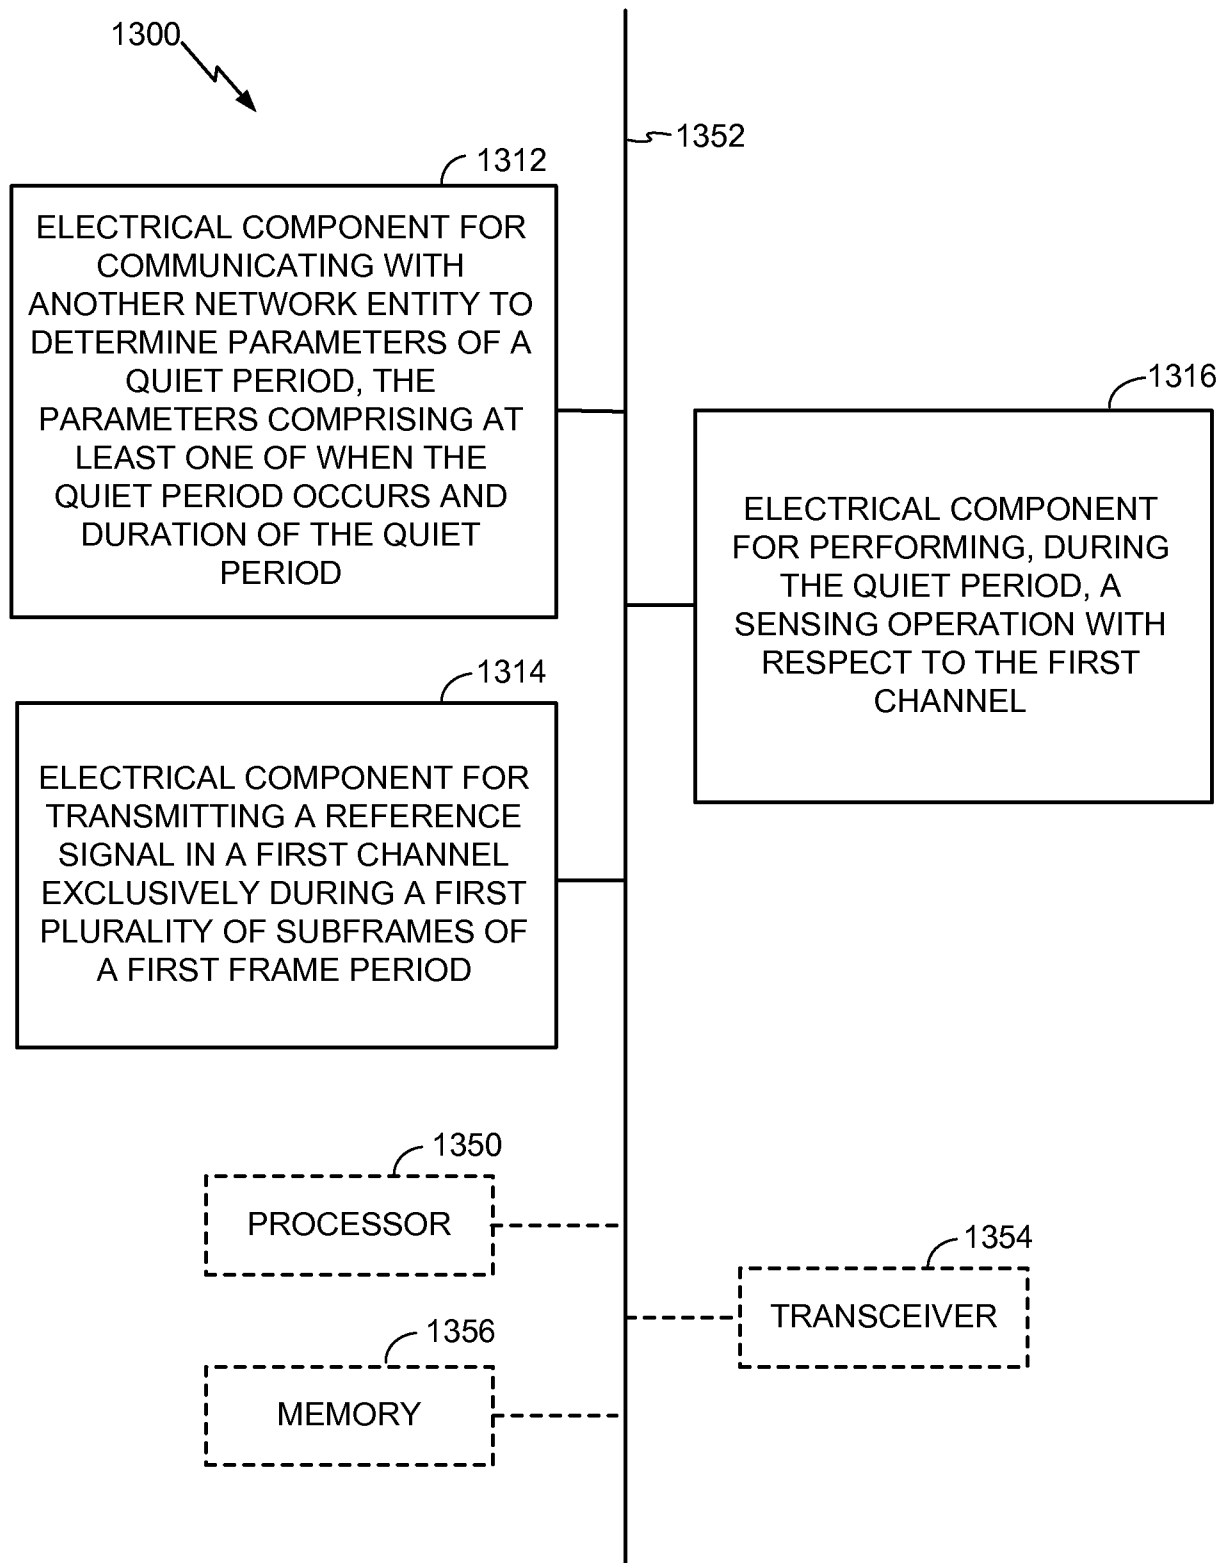 1300
1352
1312
ELECTRICAL COMPONENT FOR
COMMUNICATING WITH
ANOTHER NETWORK ENTITY TO
DETERMINE PARAMETERS OF A
QUIET PERIOD, THE
PARAMETERS COMPRISING AT
LEAST ONE OF WHEN THE
QUIET PERIOD OCCURS AND
DURATION OF THE QUIET
PERIOD
1316
ELECTRICAL COMPONENT
FOR PERFORMING, DURING
THE QUIET PERIOD, A
SENSING OPERATION WITH
RESPECT TO THE FIRST
CHANNEL
1314
ELECTRICAL COMPONENT FOR
TRANSMITTING A REFERENCE
SIGNAL IN A FIRST CHANNEL
EXCLUSIVELY DURING A FIRST
PLURALITY OF SUBFRAMES OF
A FIRST FRAME PERIOD
1350
PROCESSOR
1354
TRANSCEIVER
1356
MEMORY